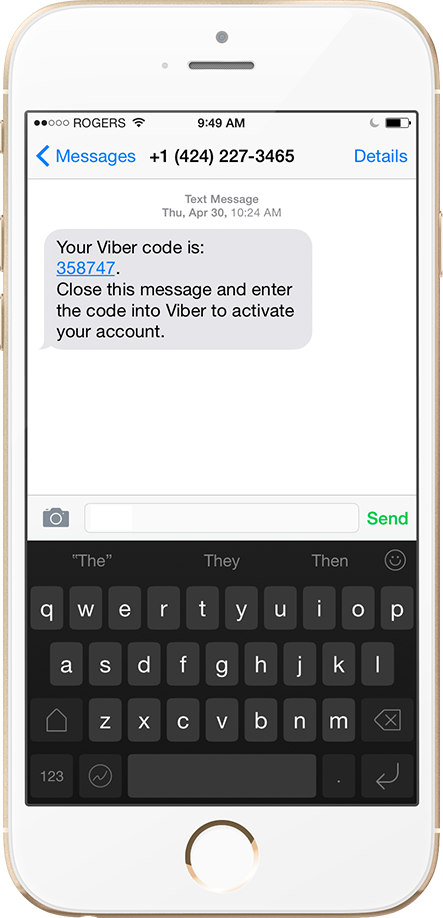 ROGERS 9:49 AM
Messages +1 (424) 227-3465 Details
Text Message
Thu, Apr 30, 10:24 AM
Your Viber code is:
358747.
Close this message and enter
the code into Viber to activate
your account.
Send
“The” They Then
q w e r t y u i o p
a s d f g h j k l
z x c v b n m
123 .